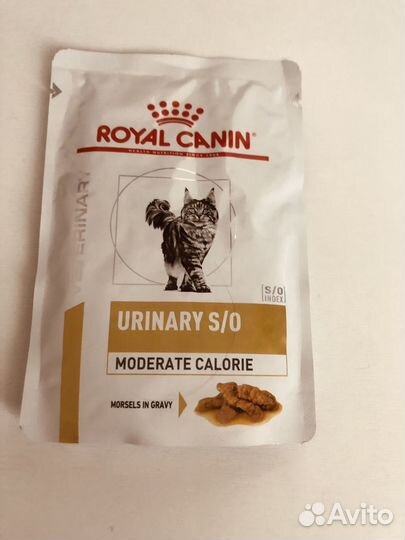 ROYAL CANIN
VETERINARY
S/O
INDEX
URINARY S/O
MODERATE CALORIE
MORSELS IN GRAVY
Avito